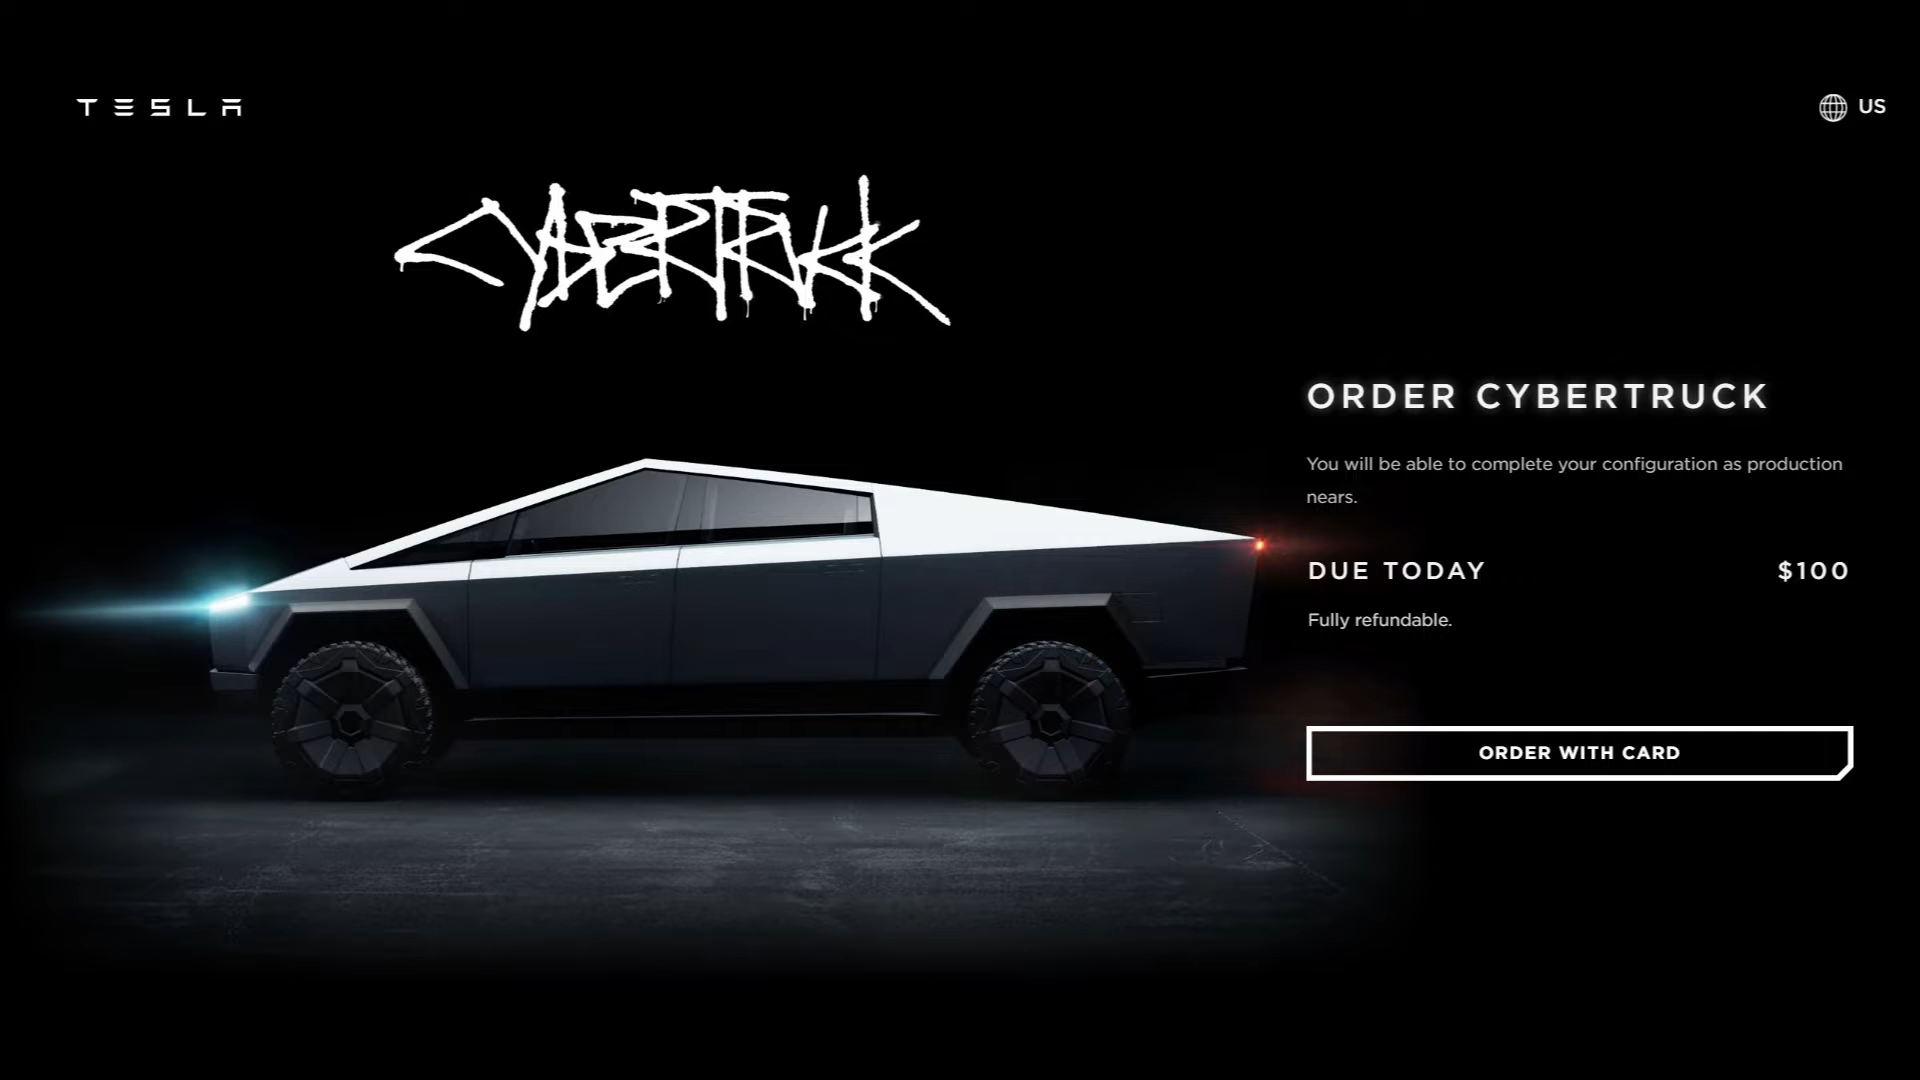 TESLA
US
CYBERTRUCK
ORDER CYBERTRUCK
You will be able to complete your configuration as production
nears.
DUE TODAY $100
Fully refundable.
ORDER WITH CARD